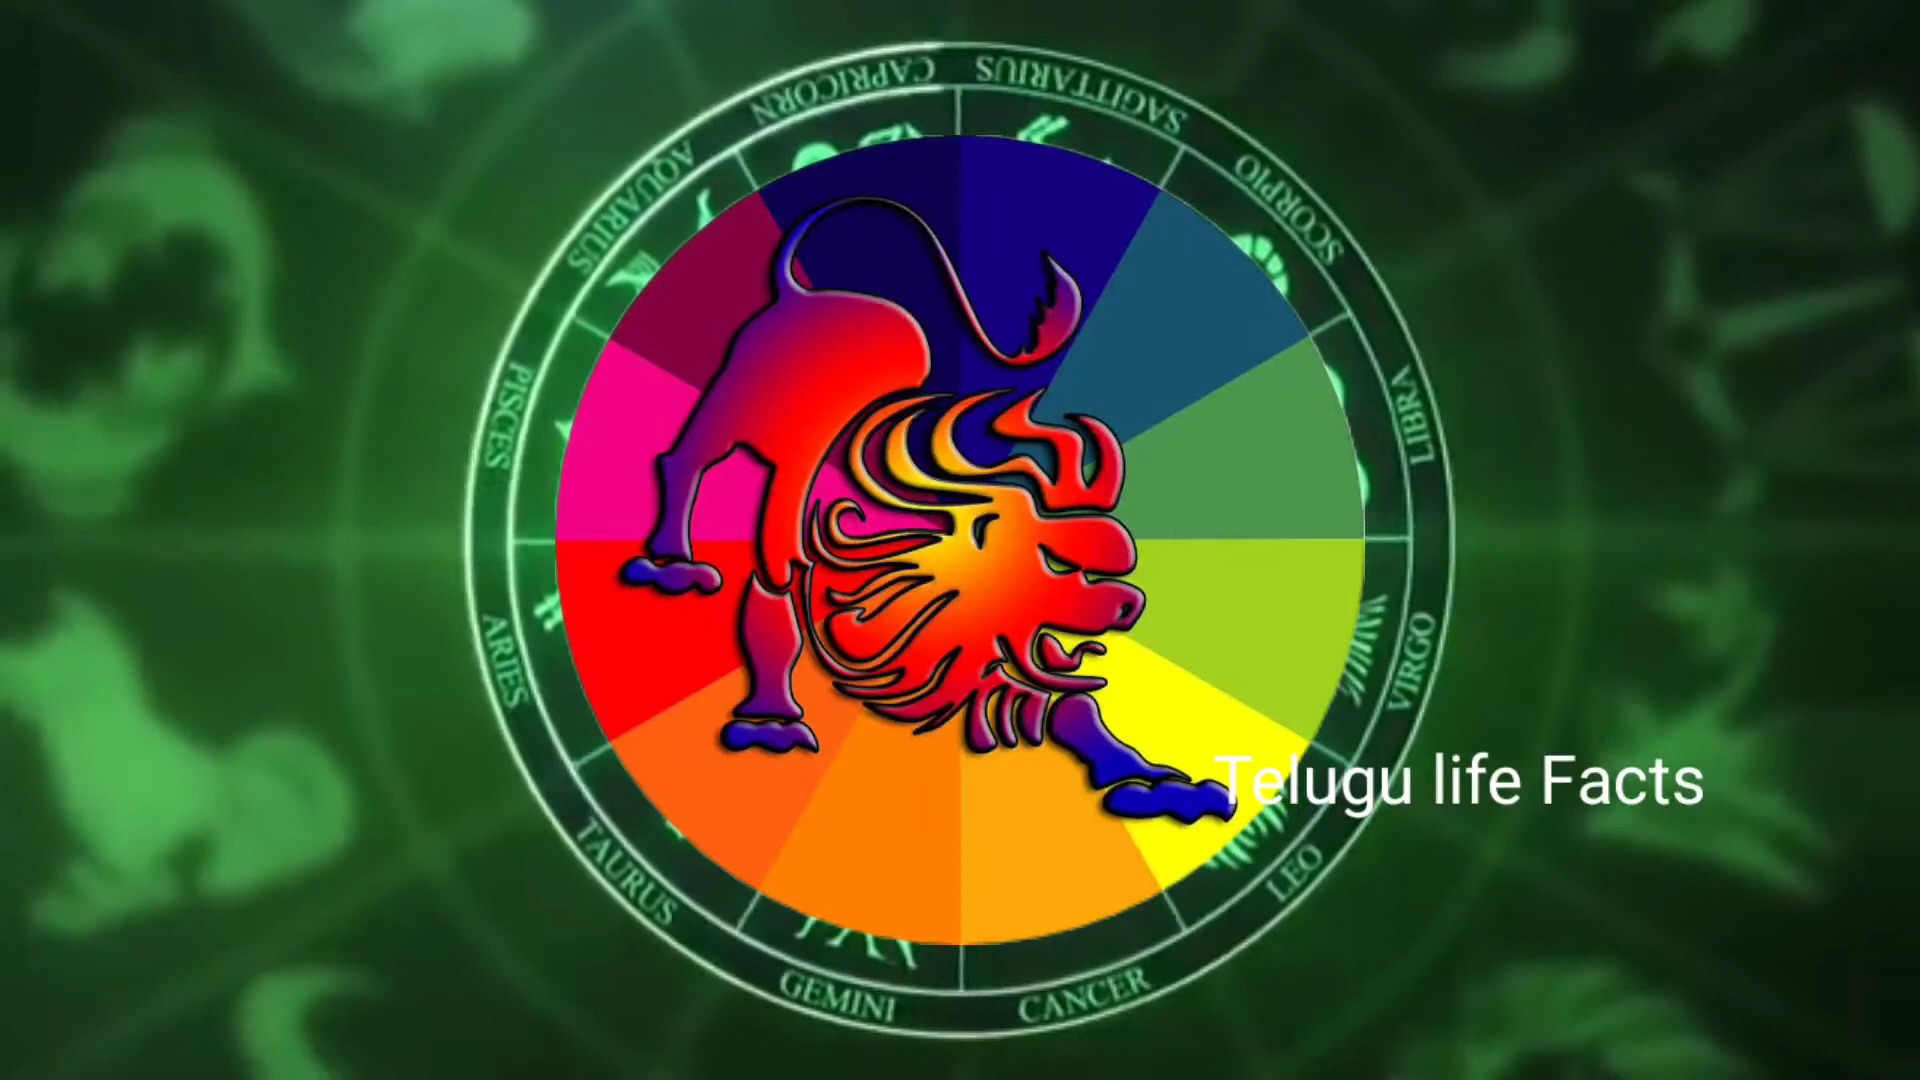 CAPRICORN
SAGITTARIUS
AQUARIUS
SCORPIO
PISCES
LIBRA
ARIES
VIRGO
Telugu life Facts
TAURUS
LEO
GEMINI
CANCER